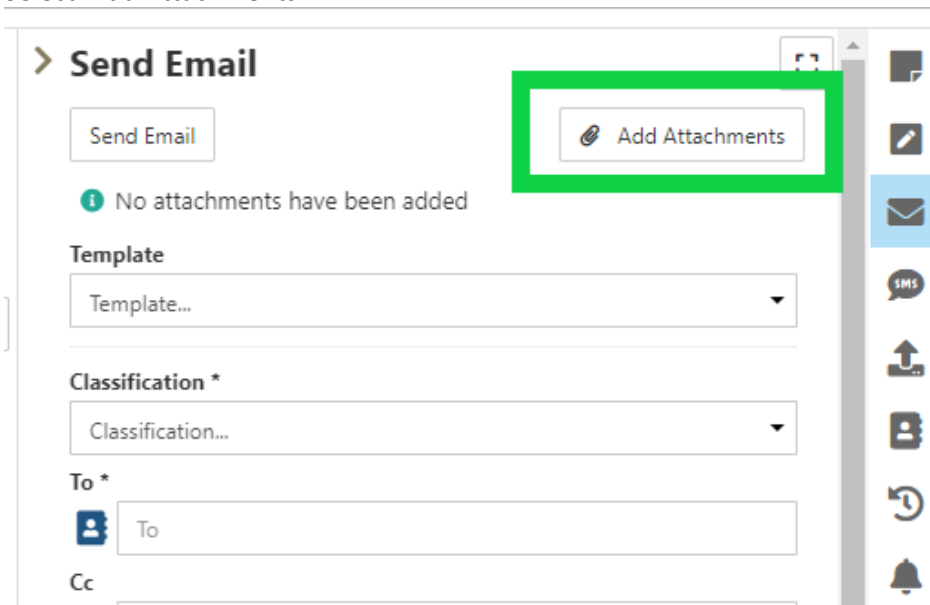 Send Email
Send Email
Add Attachments
No attachments have been added
Template
Template...
Classification *
Classification...
To *
To
Cc
SMS